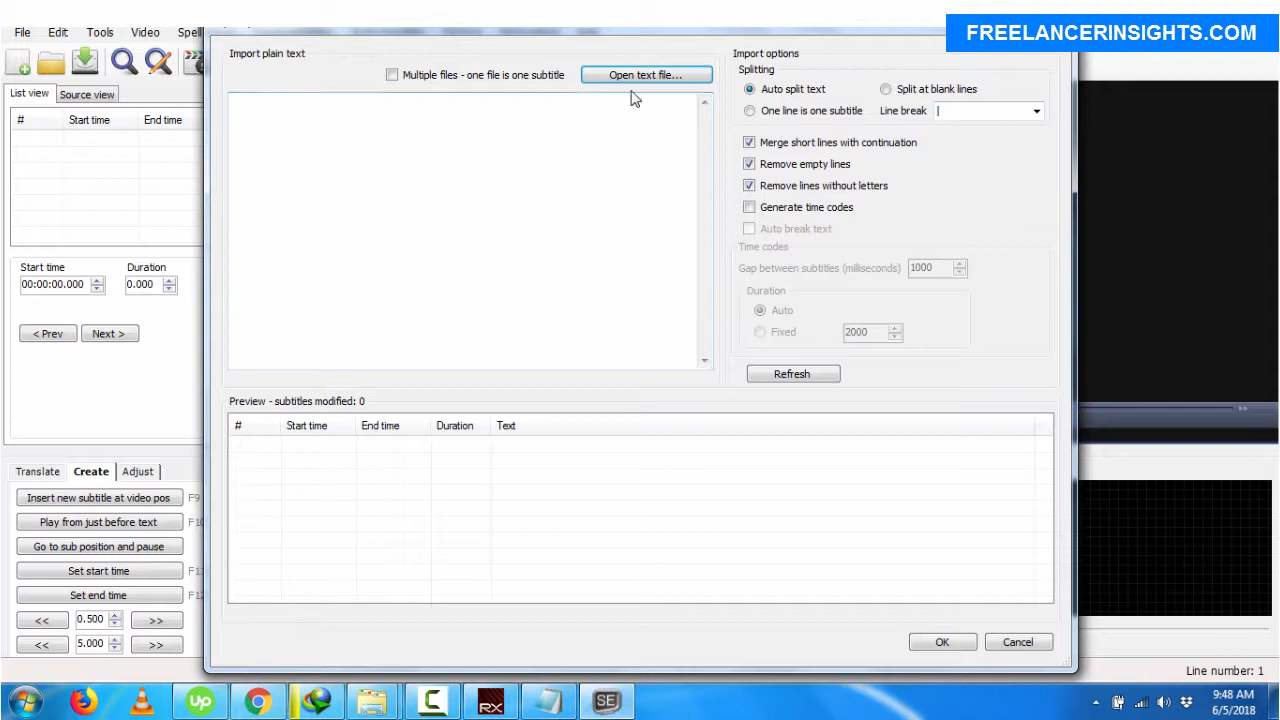 FREELANCERINSIGHTS.COM
File Edit Tools Video Spell
Import plain text
Import options
Multiple files - one file is one subtitle
Open text file...
Splitting
Auto split text
Split at blank lines
One line is one subtitle
Line break |
List view Source view
# Start time End time
Merge short lines with continuation
Remove empty lines
Remove lines without letters
Generate time codes
Auto break text
Time codes
Gap between subtitles (miliseconds) 1000
Duration
Auto
Fixed 2000
Refresh
Start time Duration
00:00:00.000 0.000
< Prev Next >
Preview - subtitles modified: 0
# Start time End time Duration Text
Translate Create Adjust
Insert new subtitle at video pos F9
Play from just before text
Go to sub position and pause
Set start time
Set end time
<< 0.500 >>
<< 5.000 >>
OK Cancel
Line number: 1
Up C RX SE
9:48 AM
6/5/2018